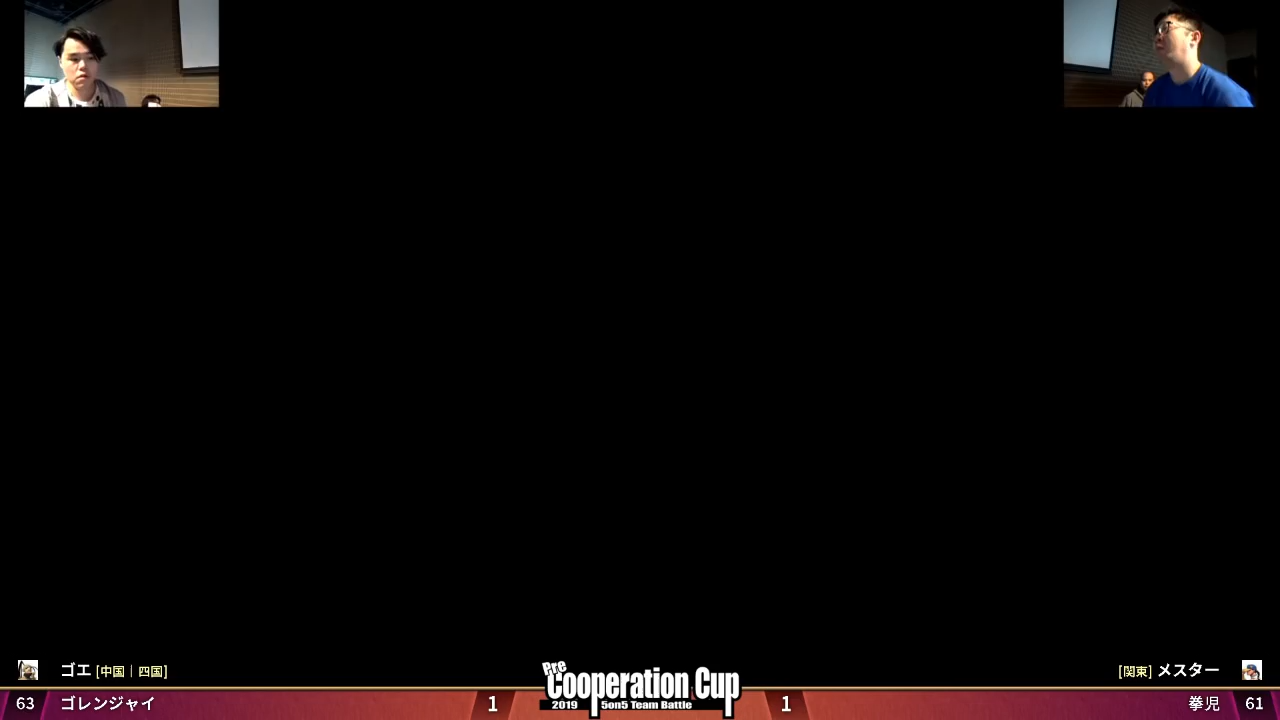 ゴエ [中国｜四国]
[関東] メスター
63 ゴレンジャイ 1
Pre
Cooperation Cup
2019 5on5 Team Battle
1 拳児 61